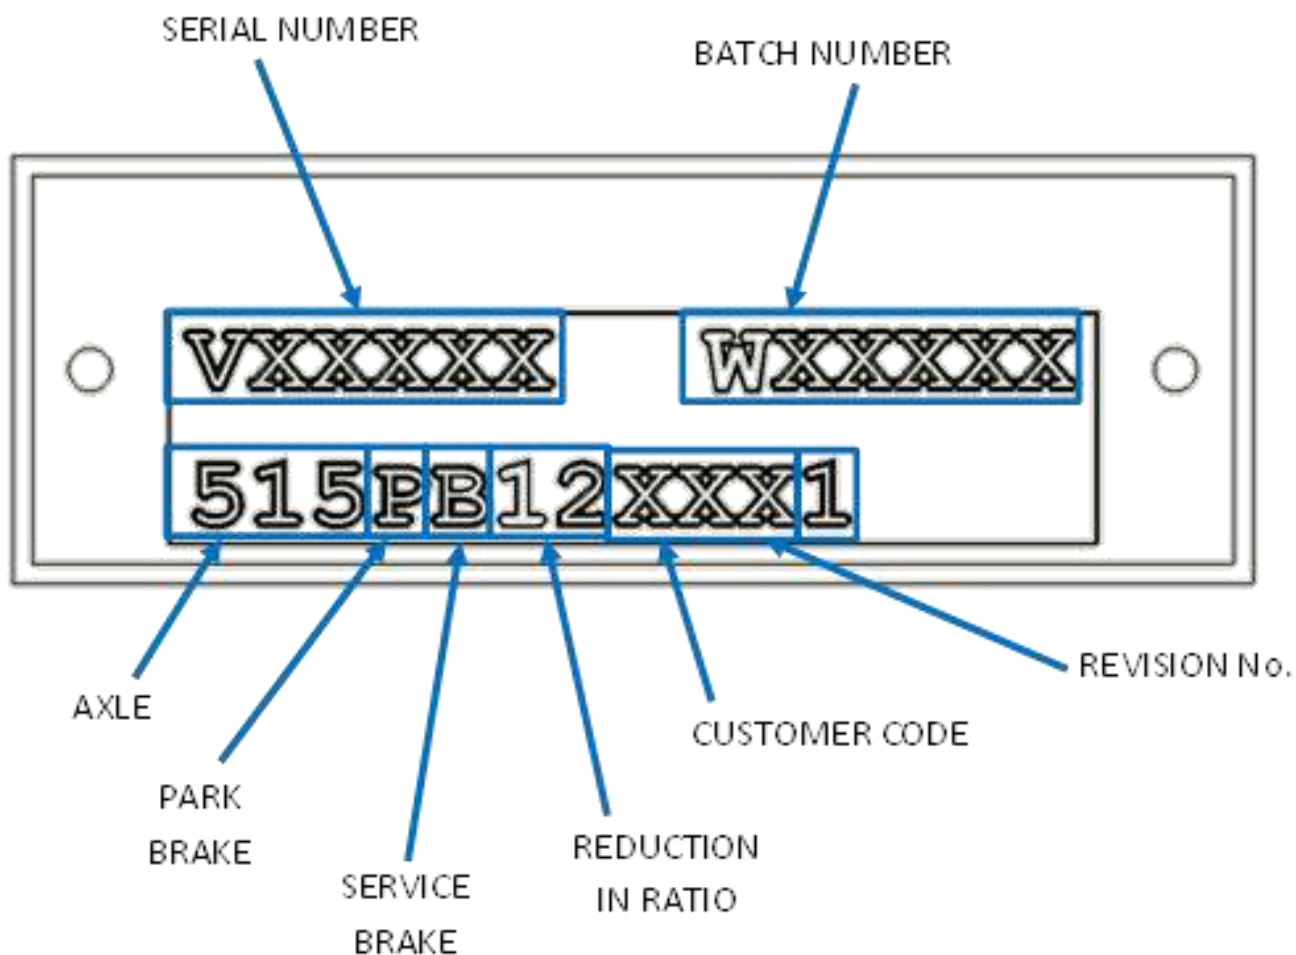 SERIAL NUMBER
BATCH NUMBER
VXXXXX WXXXXX
515PB12XXX1
REVISION No.
AXLE
CUSTOMER CODE
PARK
BRAKE
REDUCTION
IN RATIO
SERVICE
BRAKE